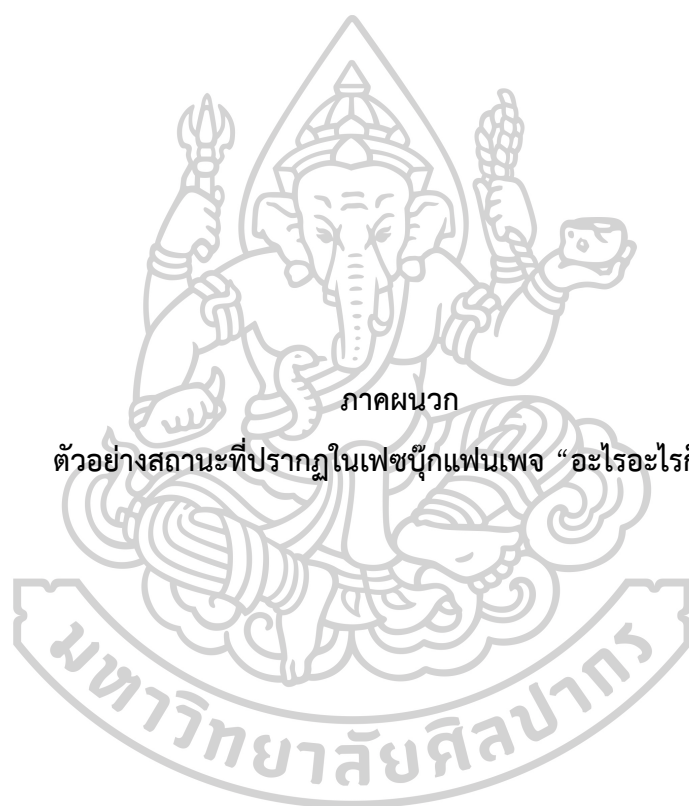 ภาคผนวก
ตัวอย่างสถานะที่ปรากฏในเฟซบุ๊กแฟนเพจ “อะไรอะไรก็
มหาวิทยาลัยศิลปากร